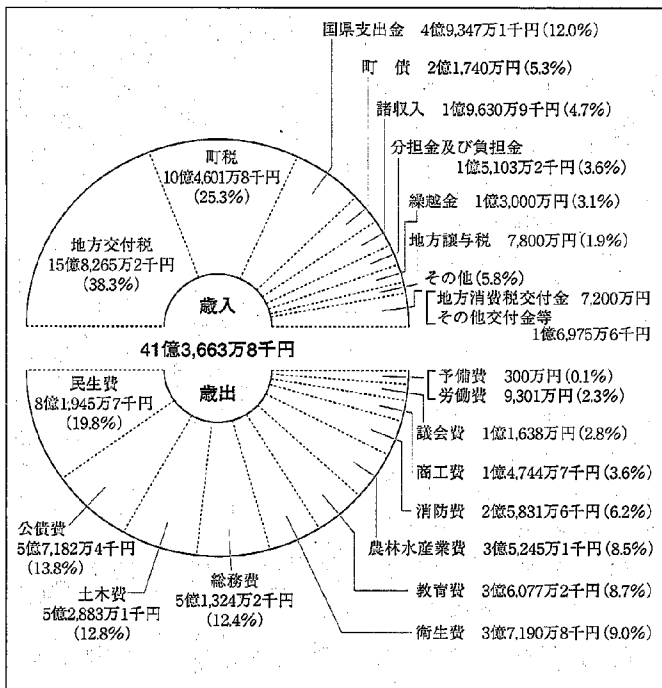 国県支出金 4億9,347万1千円(12.0%)
町 債 2億1,740万円(5.3%)
諸収入 1億9,630万9千円(4.7%)
分担金及び負担金
1億5,103万2千円(3.6%)
繰越金 1億3,000万円(3.1%)
地方譲与税 7,800万円(1.9%)
その他(5.8%)
地方消費税交付金 7,200万円
その他交付金等
1億6,975万6千円
町税
10億4,601万8千円
(25.3%)
地方交付税
15億8,265万2千円
(38.3%)
歳入
41億3,663万8千円
歳出
民生費
8億1,945万7千円
(19.8%)
公債費
5億7,182万4千円
(13.8%)
土木費
5億2,883万1千円
(12.8%)
総務費
5億1,324万2千円
(12.4%)
予備費 300万円(0.1%)
労働費 9,301万円(2.3%)
議会費 1億1,638万円(2.8%)
商工費 1億4,744万7千円(3.6%)
消防費 2億5,831万6千円(6.2%)
農林水産業費 3億5,245万1千円(8.5%)
教育費 3億6,077万2千円(8.7%)
衛生費 3億7,190万8千円(9.0%)